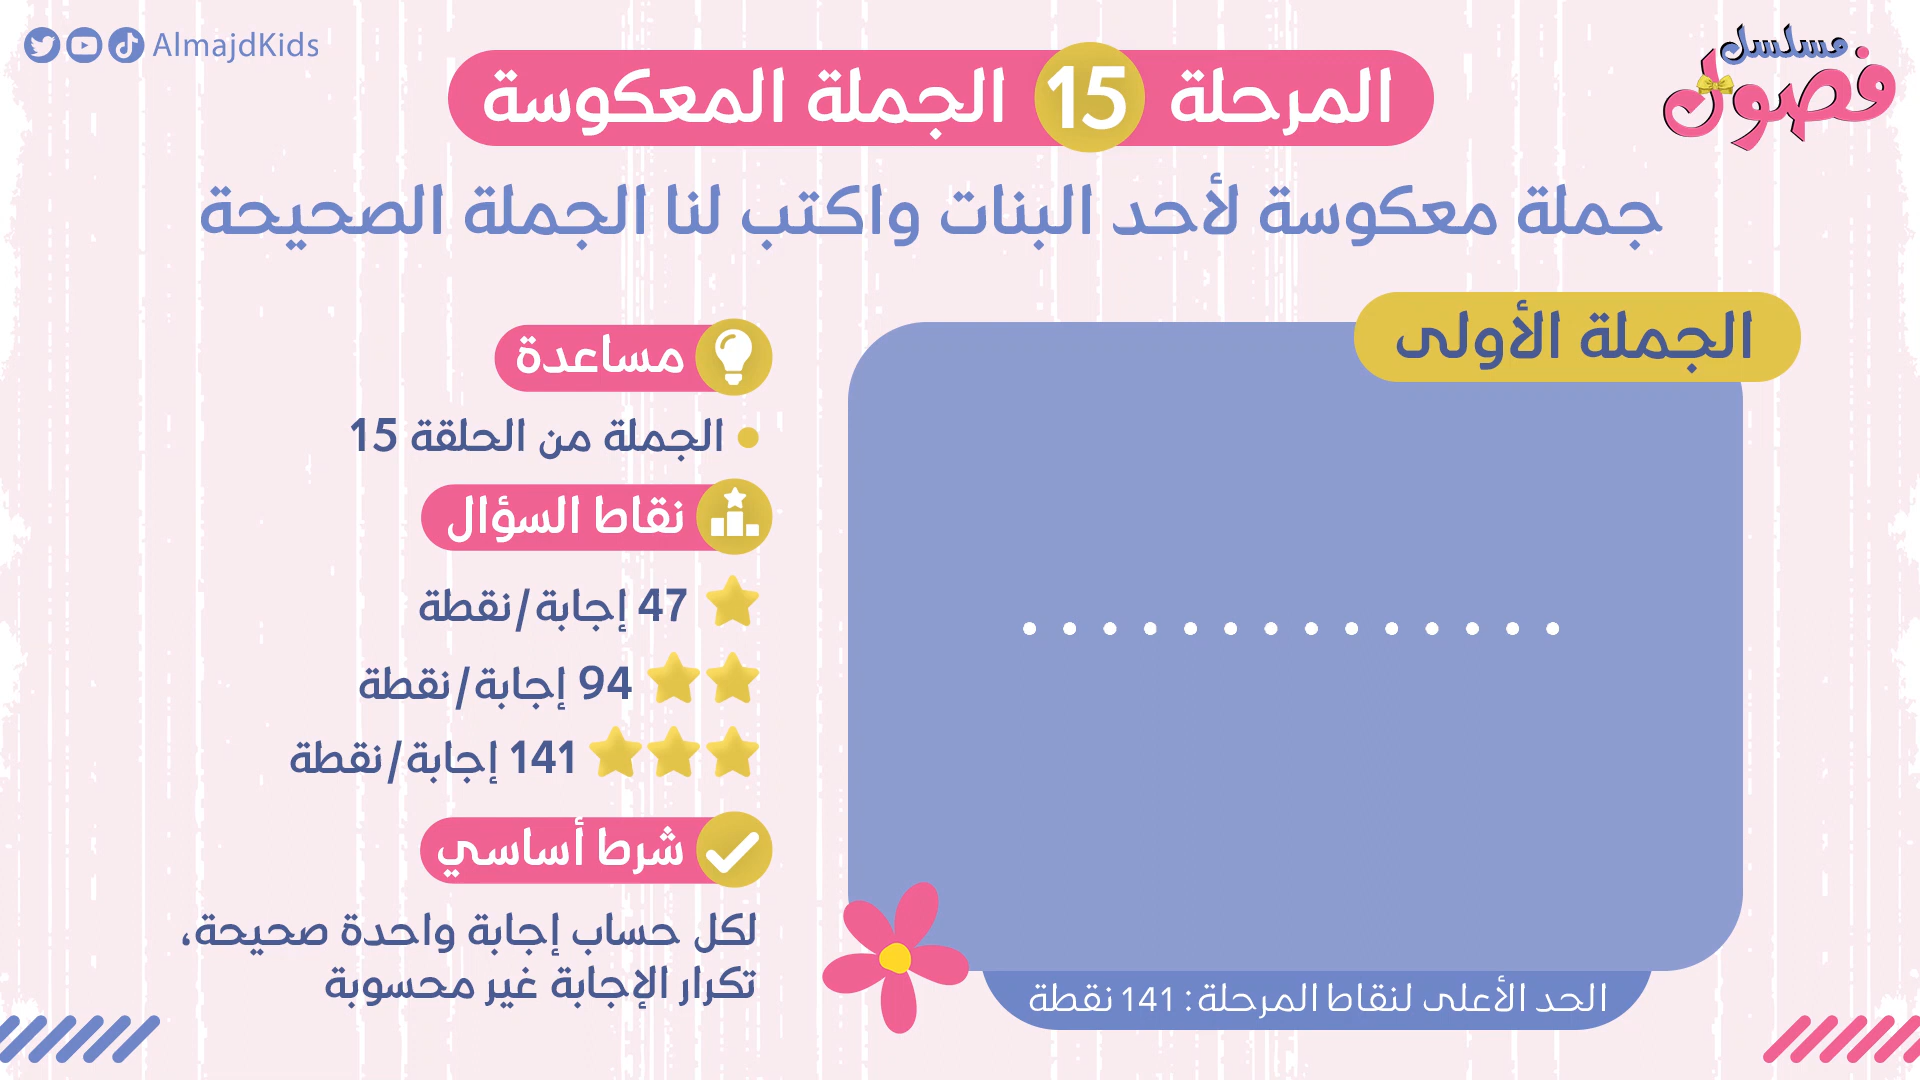 AlmajdKids
مسلسل
فصول
المرحلة 15 الجملة المعكوسة
جملة معكوسة لأحد البنات واكتب لنا الجملة الصحيحة
الجملة الأولى
. . . . . . . . . . . . . .
الحد الأعلى لنقاط المرحلة: 141 نقطة
مساعدة
الجملة من الحلقة 15
نقاط السؤال
47 إجابة/نقطة
94 إجابة/نقطة
141 إجابة/نقطة
شرط أساسي
لكل حساب إجابة واحدة صحيحة،
تكرار الإجابة غير محسوبة